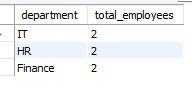 department total_employees
IT 2
HR 2
Finance 2